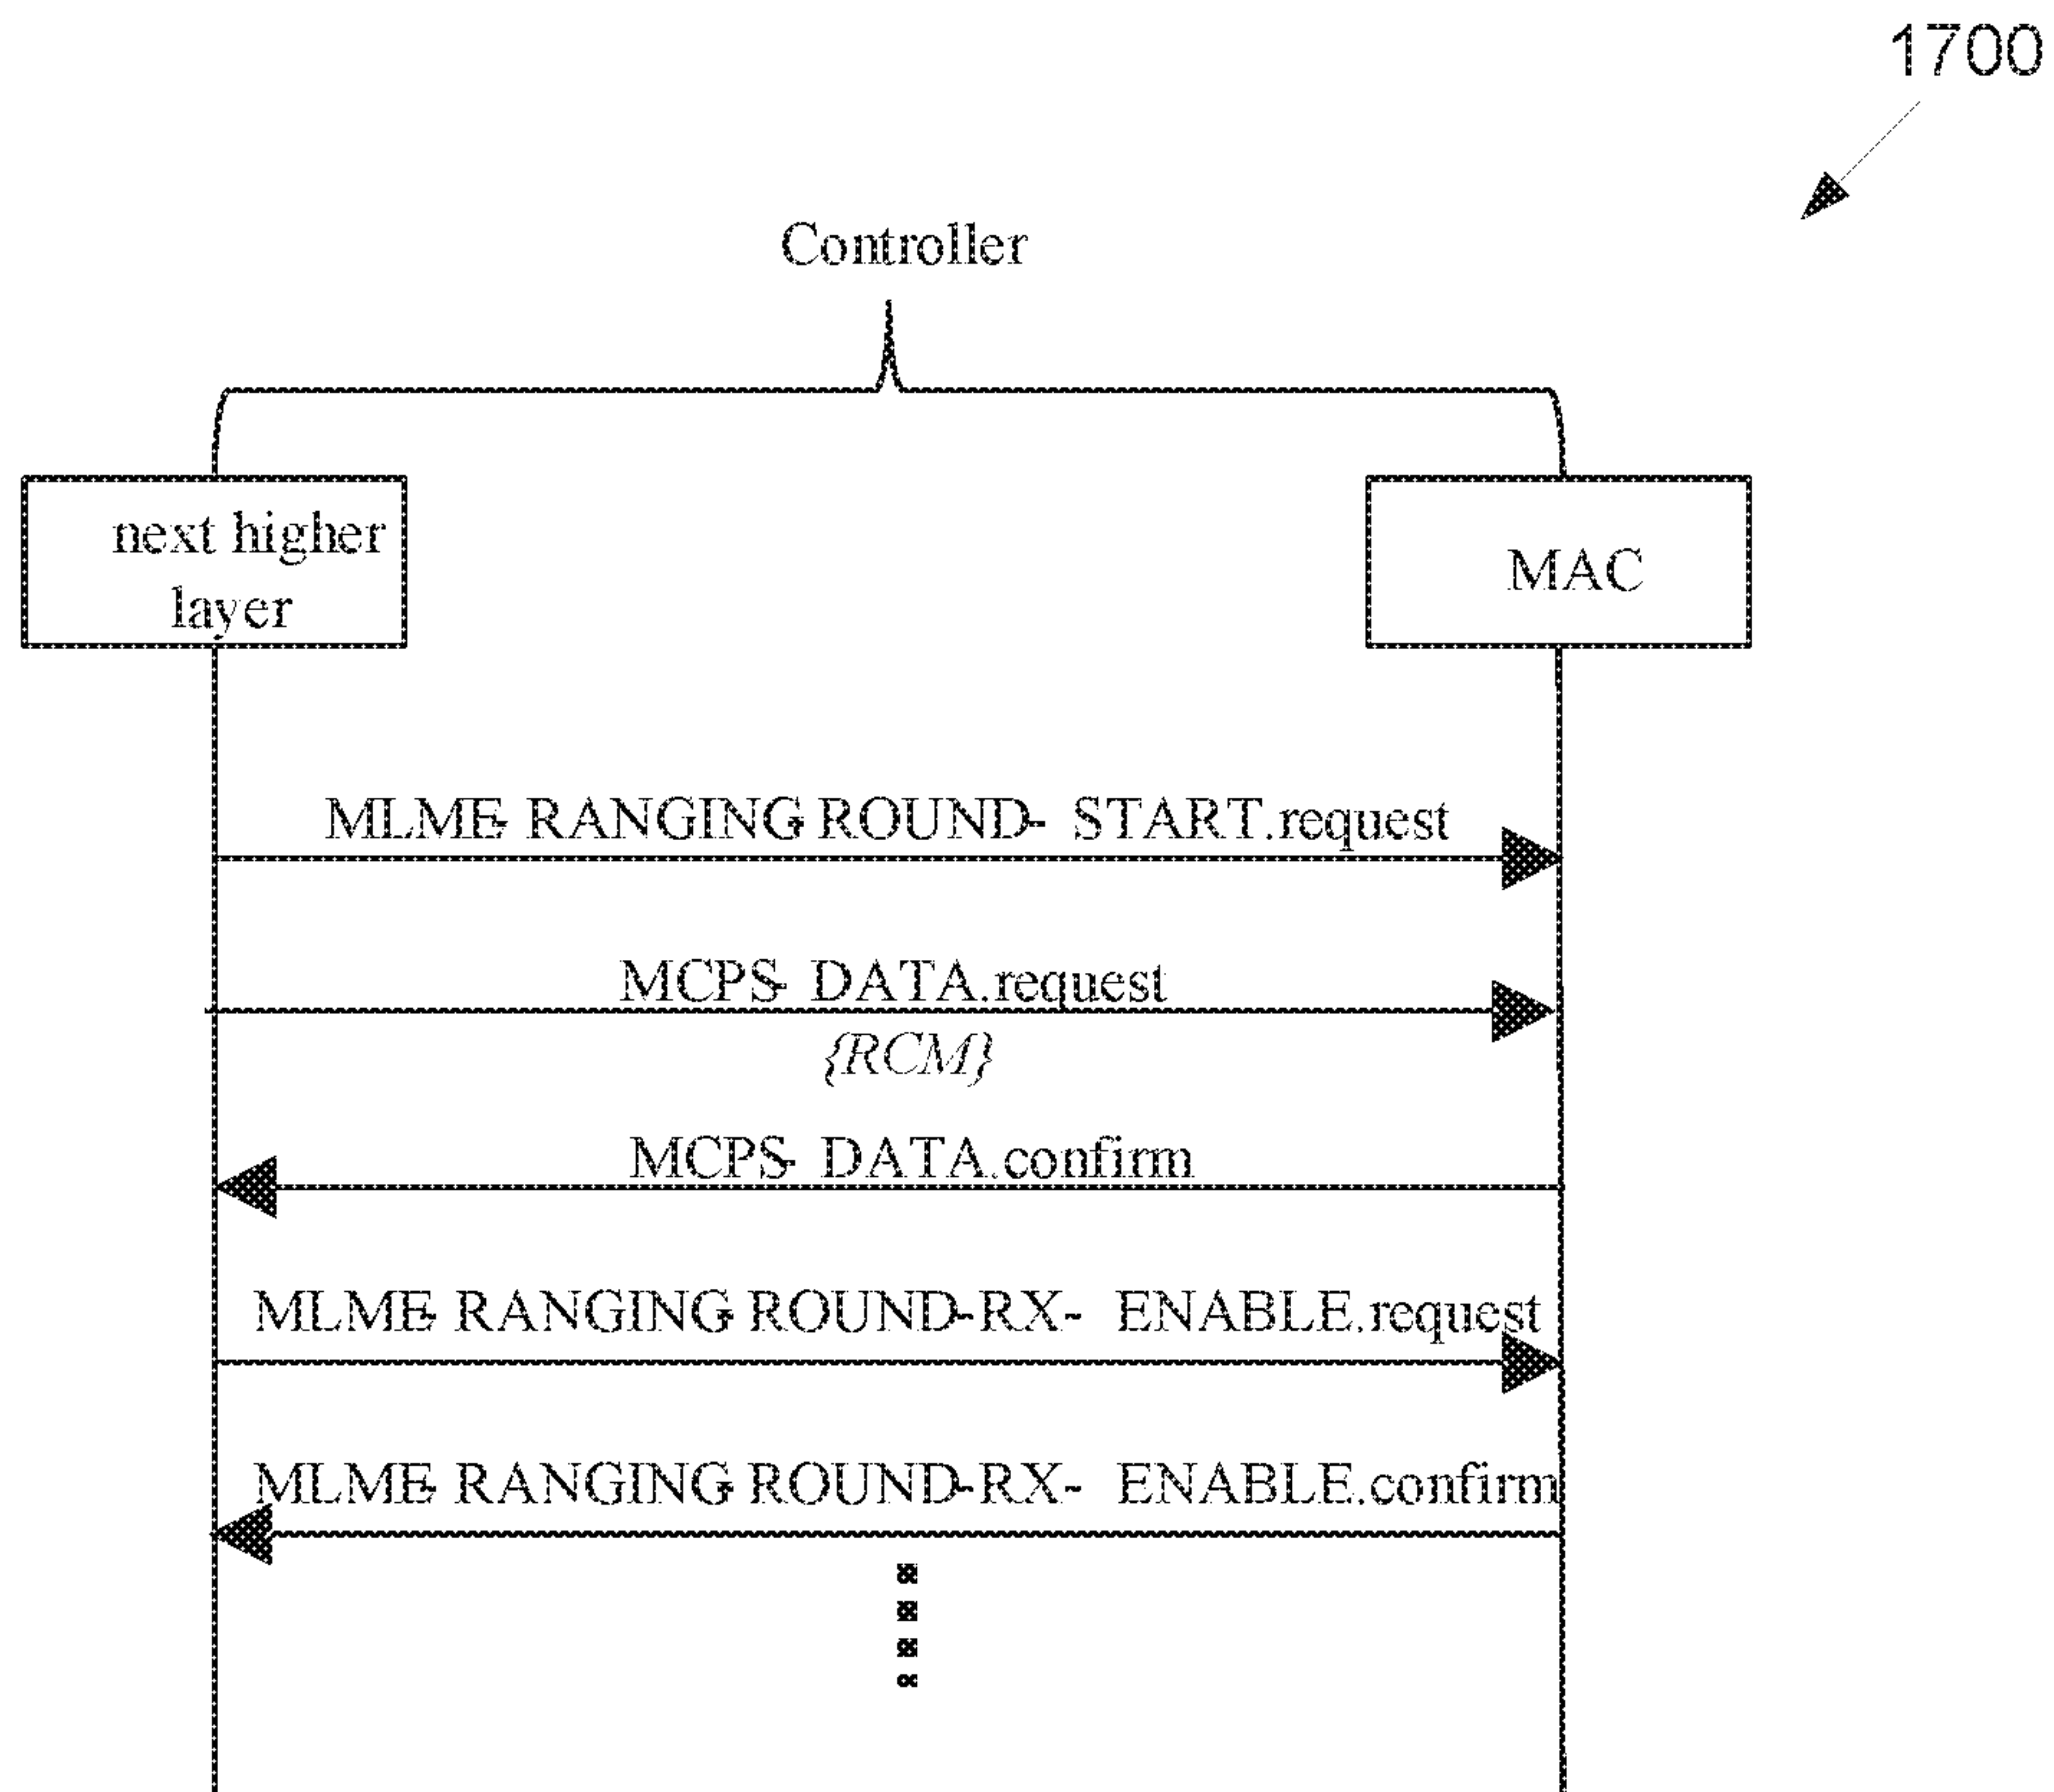 1700
Controller
next higher
layer
MAC
MLME- RANGING- ROUND- START.request
MCPS- DATA.request
{RCM}
MCPS- DATA.confirm
MLME- RANGING- ROUND-RX- ENABLE.request
MLME- RANGING- ROUND-RX- ENABLE.confirm